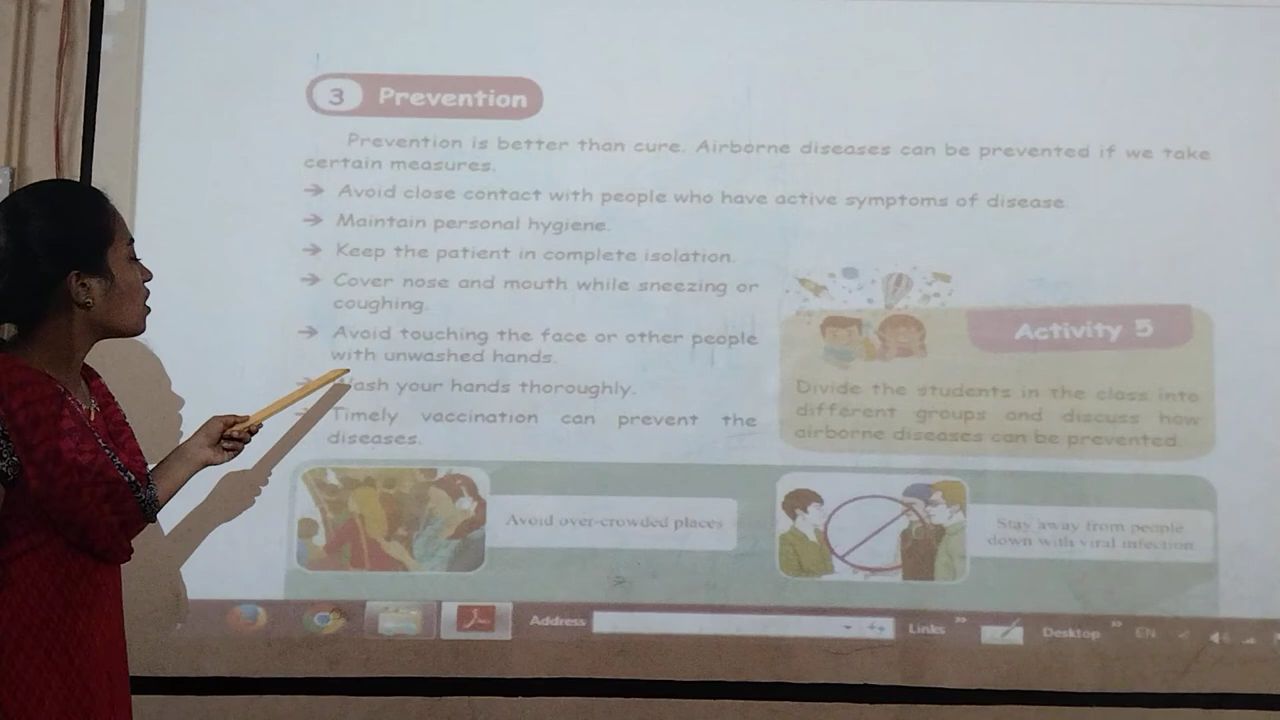 3 Prevention
Prevention is better than cure. Airborne diseases can be prevented if we take
certain measures.
→ Avoid close contact with people who have active symptoms of disease.
→ Maintain personal hygiene.
→ Keep the patient in complete isolation.
→ Cover nose and mouth while sneezing or
coughing.
→ Avoid touching the face or other people
with unwashed hands.
→ Wash your hands thoroughly.
→ Timely vaccination can prevent the
diseases.
Activity 5
Divide the students in the class into
different groups and discuss how
airborne diseases can be prevented.
Avoid over-crowded places
Stay away from people
down with viral infection
Address
Links »
Desktop »
EN